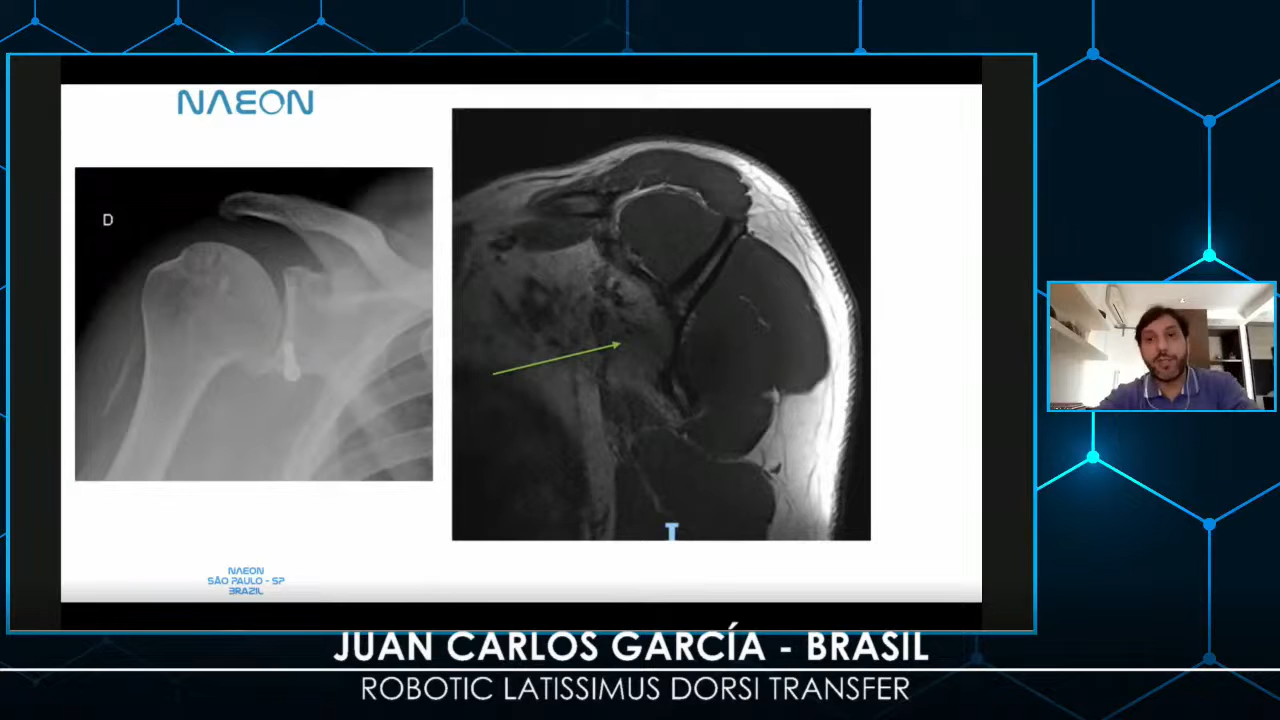 NAEON
D
T
NAEON
SÃO PAULO - SP
BRAZIL
JUAN CARLOS GARCÍA - BRASIL
ROBOTIC LATISSIMUS DORSI TRANSFER